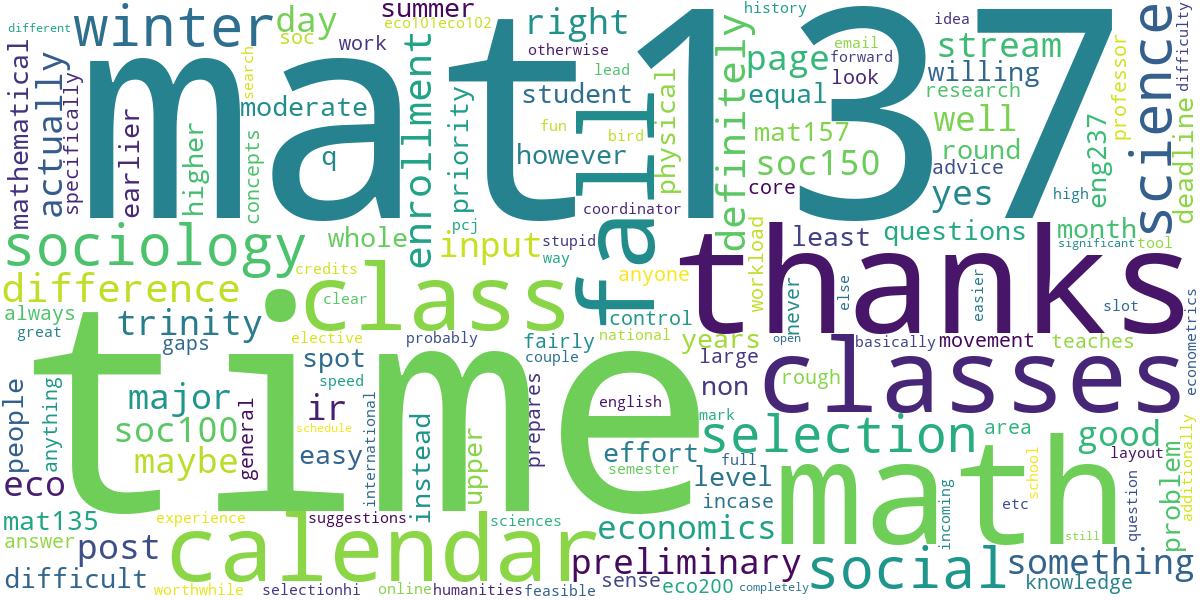 different
winter
day
soc
summer
eco101eco102
work
right
otherwise
history
idea
email
forward
stream
science
difficulty
mat137
mathematical
actually
specifically
earlier
higher
concepts
search
moderate
q
enrollment
priority
student
lead
fun
bird
however
fall
physical
page
equal
definitely
mat157
soc150
core
look
willing
research
well
round
advice
yes
high
eng237
professor
deadline
coordinator
pcj
sociology
whole
input
stupid
way
credits
difference
class
clear
anyone
workload
least
questions
month
significant
tool
thanks
never
else
easier
slot
econometrics
always
great
trinity
gaps
elective
probably
fairly
couple
control
national
years
open
basically
movement
teaches
time
spot
speed
major
ir
soc100
maybe
general
schedule
easy
international
instead
upper
prepares
english
effort
semester
large
non
rough
classes
mark
selection
full
level
incase
area
good
layout
people
anything
eco
mat135
answer
post
difficult
experience
worthwhile
calendar
suggestions
selectionhi
online
humanities
sciences
feasible
economics
preliminary
sense
eco200
completely
math
social
incoming
etc
school
still
question
problem
additionally
something
knowledge